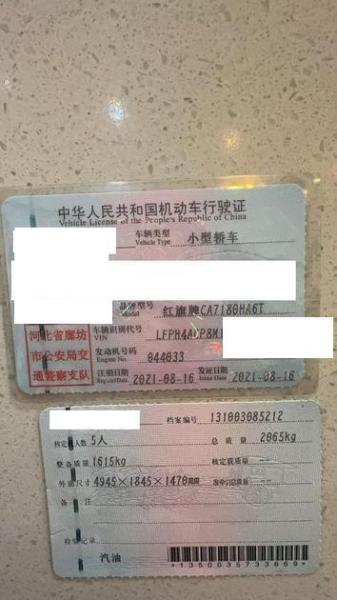 中华人民共和国机动车行驶证
Vehicle License of the People's Republic of China
车辆类型 小型轿车
Vehicle Type
品牌型号 红旗牌CA7180HA6T
Model
河北省廊坊
市公安局交
通警察支队
车辆识别代号
VIN
发动机号码 044033
Engine No.
注册日期 2021-08-16 发证日期 2021-08-16
Register Date Issue Date
档案编号 131003085212
核定载人数 5人 总质量 2065kg
整备质量 1615kg 核定载质量 --
外廓尺寸 4945×1845×1470mm --
备注
检验记录
汽油
*1350035733869*